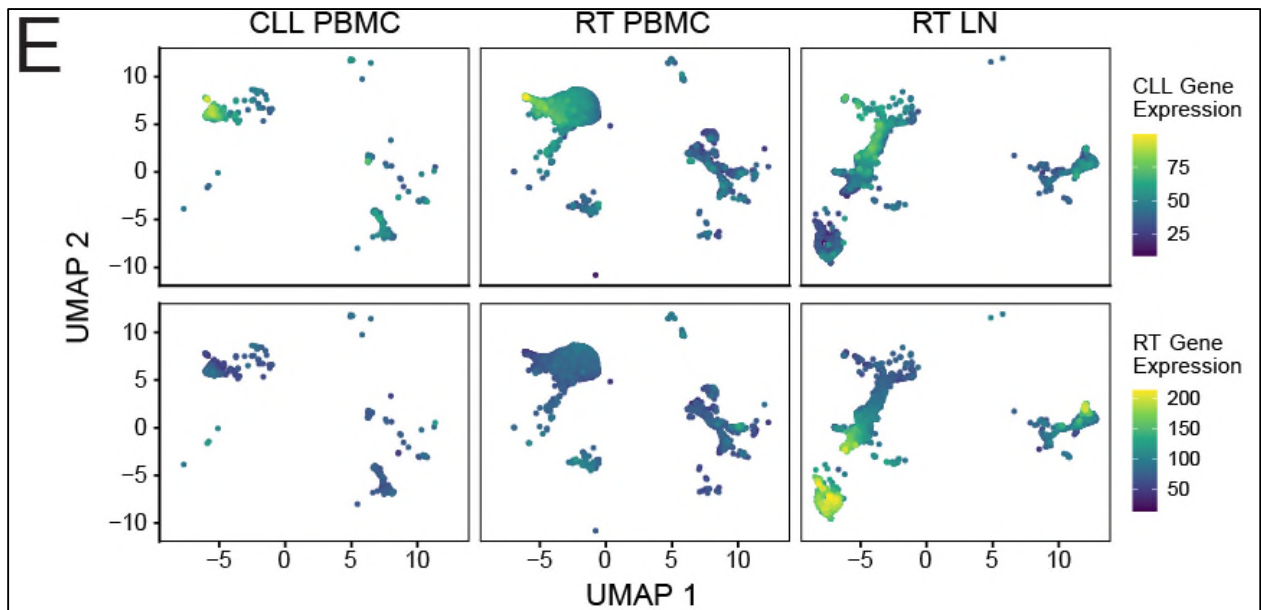 E
CLL PBMC
RT PBMC
RT LN
10
5
0
−5
−10
CLL Gene
Expression
75
50
25
UMAP 2
10
5
0
−5
−10
RT Gene
Expression
200
150
100
50
−5 0 5 10
−5 0 5 10
−5 0 5 10
UMAP 1